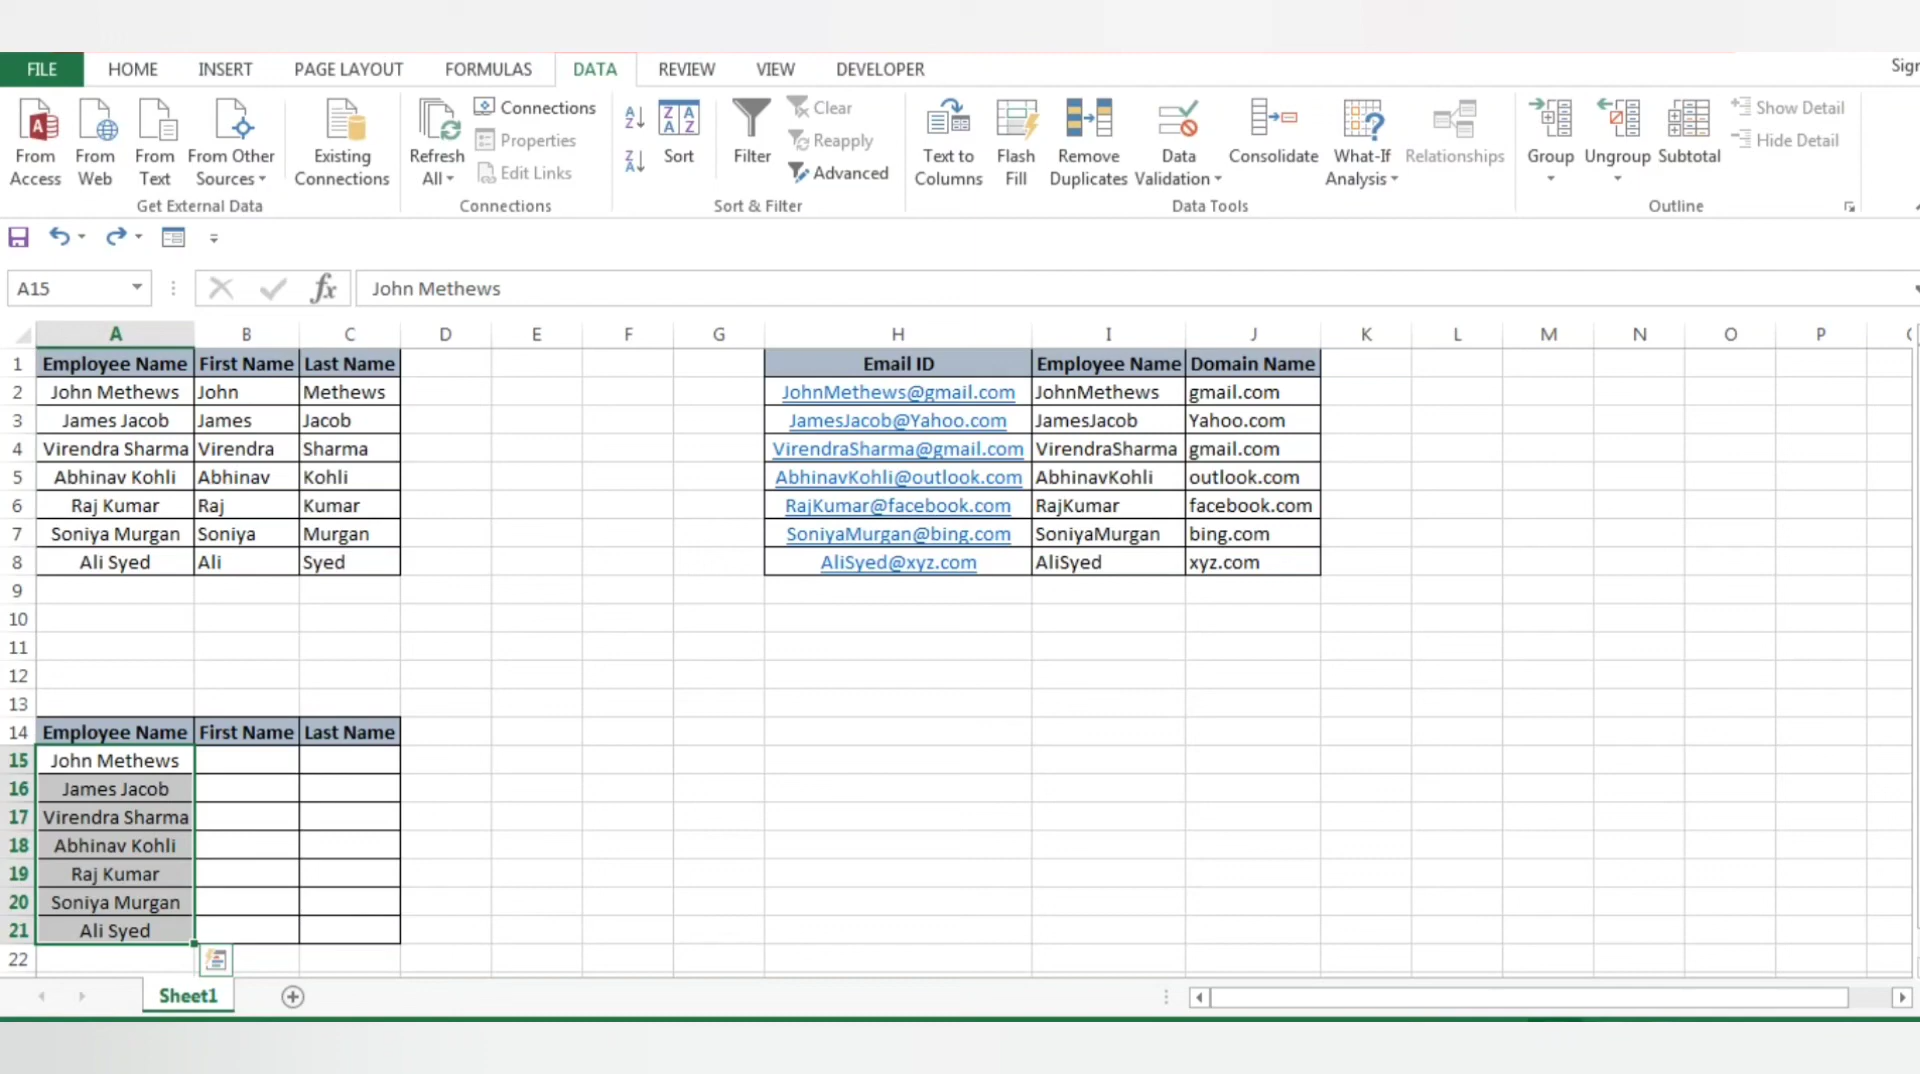 FILE HOME INSERT PAGE LAYOUT FORMULAS DATA REVIEW VIEW DEVELOPER Sign
From Access
From Web
From Text
From Other Sources
Existing Connections
Get External Data
Refresh All
Connections
Properties
Edit Links
Connections
Sort
Filter
Clear
Reapply
Advanced
Sort & Filter
Text to Columns
Flash Fill
Remove Duplicates
Data Validation
Consolidate
What-If Analysis
Relationships
Data Tools
Group
Ungroup
Subtotal
Show Detail
Hide Detail
Outline
A15 fx John Methews
A B C D E F G H I J K L M N O P
1 Employee Name First Name Last Name Email ID Employee Name Domain Name
2 John Methews John Methews JohnMethews@gmail.com JohnMethews gmail.com
3 James Jacob James Jacob JamesJacob@Yahoo.com JamesJacob Yahoo.com
4 Virendra Sharma Virendra Sharma VirendraSharma@gmail.com VirendraSharma gmail.com
5 Abhinav Kohli Abhinav Kohli AbhinavKohli@outlook.com AbhinavKohli outlook.com
6 Raj Kumar Raj Kumar RajKumar@facebook.com RajKumar facebook.com
7 Soniya Murgan Soniya Murgan SoniyaMurgan@bing.com SoniyaMurgan bing.com
8 Ali Syed Ali Syed AliSyed@xyz.com AliSyed xyz.com
9
10
11
12
13
14 Employee Name First Name Last Name
15 John Methews
16 James Jacob
17 Virendra Sharma
18 Abhinav Kohli
19 Raj Kumar
20 Soniya Murgan
21 Ali Syed
22
Sheet1